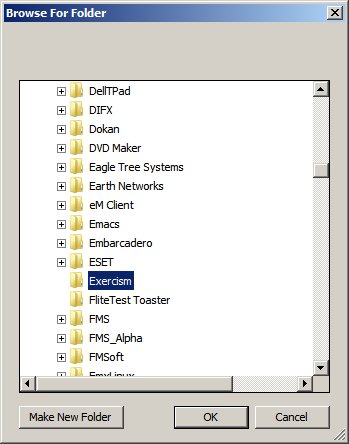 Browse For Folder
DellTPad
DIFX
Dokan
DVD Maker
Eagle Tree Systems
Earth Networks
eM Client
Emacs
Embarcadero
ESET
Exercism
FliteTest Toaster
FMS
FMS_Alpha
FMSoft
FmxLinux
Make New Folder
OK
Cancel